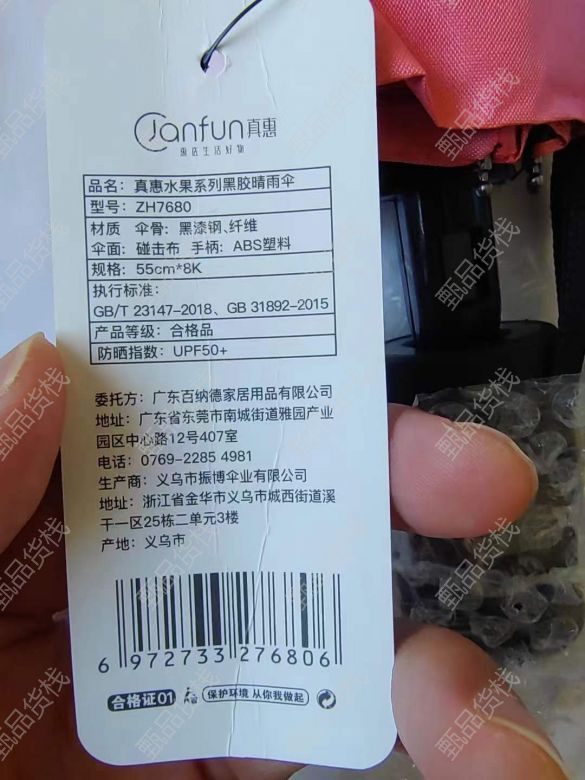 Janfun真惠
惠选生活好物
品名：真惠水果系列黑胶晴雨伞
型号：ZH7680
材质 伞骨：黑漆钢、纤维
伞面：碰击布 手柄：ABS塑料
规格：55cm*8K
执行标准：
GB/T 23147-2018、GB 31892-2015
产品等级：合格品
防晒指数：UPF50+
委托方：广东百纳德家居用品有限公司
地址：广东省东莞市南城街道雅园产业
园区中心路12号407室
电话：0769-2285 4981
生产商：义乌市振博伞业有限公司
地址：浙江省金华市义乌市城西街道溪
干一区25栋二单元3楼
产地：义乌市
6 972733 276806
合格证01 保护环境 从你我做起
甄品货栈